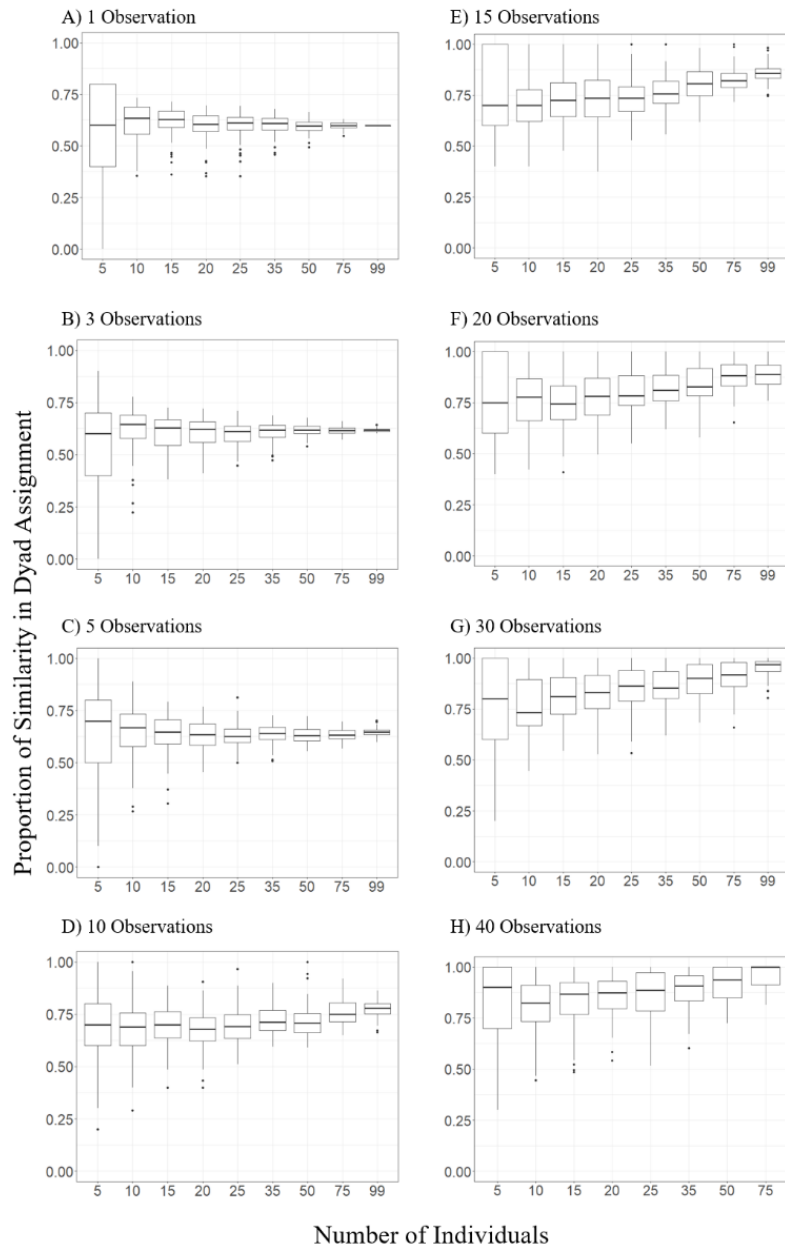 A) 1 Observation
1.00
0.75
0.50
0.25
0.00
5 10 15 20 25 35 50 75 99
B) 3 Observations
1.00
0.75
0.50
0.25
0.00
5 10 15 20 25 35 50 75 99
C) 5 Observations
1.00
0.75
0.50
0.25
0.00
5 10 15 20 25 35 50 75 99
D) 10 Observations
1.00
0.75
0.50
0.25
0.00
5 10 15 20 25 35 50 75 99
E) 15 Observations
1.00
0.75
0.50
0.25
0.00
5 10 15 20 25 35 50 75 99
F) 20 Observations
1.00
0.75
0.50
0.25
0.00
5 10 15 20 25 35 50 75 99
G) 30 Observations
1.00
0.75
0.50
0.25
0.00
5 10 15 20 25 35 50 75 99
H) 40 Observations
1.00
0.75
0.50
0.25
0.00
5 10 15 20 25 35 50 75
Proportion of Similarity in Dyad Assignment
Number of Individuals